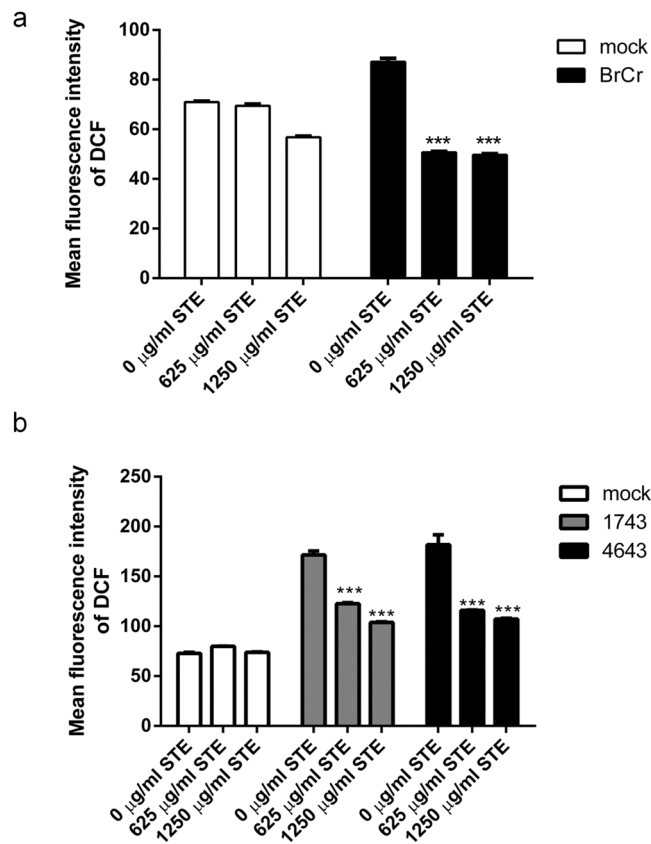 a
Mean fluorescence intensity
of DCF
100
80
60
40
20
0
*** ***
0 μg/ml STE
625 μg/ml STE
1250 μg/ml STE
0 μg/ml STE
625 μg/ml STE
1250 μg/ml STE
mock
BrCr
b
Mean fluorescence intensity
of DCF
250
200
150
100
50
0
*** *** *** ***
0 μg/ml STE
625 μg/ml STE
1250 μg/ml STE
0 μg/ml STE
625 μg/ml STE
1250 μg/ml STE
0 μg/ml STE
625 μg/ml STE
1250 μg/ml STE
mock
1743
4643